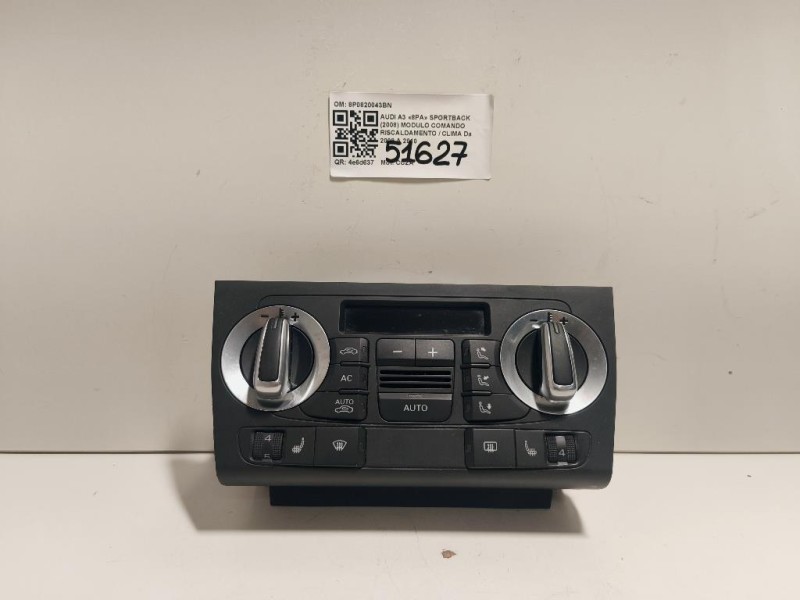 OM: 8P0820043BN
AUDI A3 «8PA» SPORTBACK
(2008) MODULO COMANDO
RISCALDAMENTO / CLIMA Da
51627
QR: 4e6d637
− +
− +
− +
AC
AUTO
AUTO
4
4